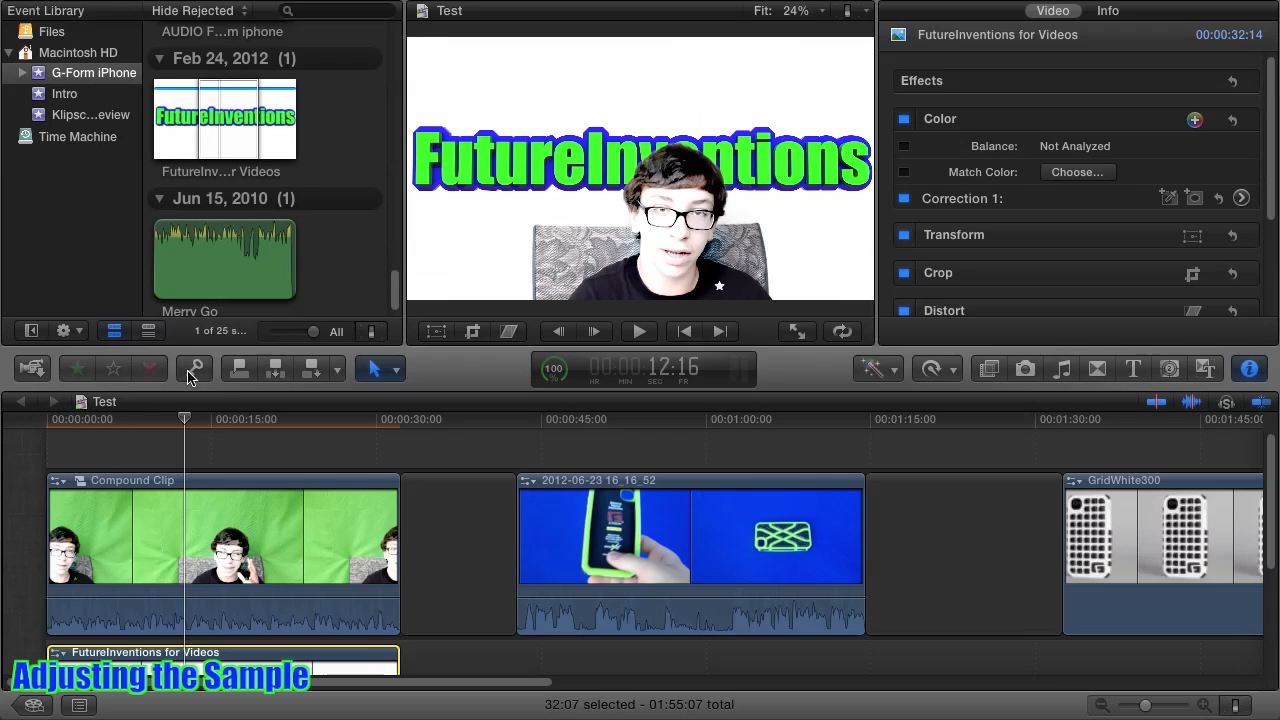 Event Library
Hide Rejected
Test
Fit: 24%
Video
Info
Files
Macintosh HD
G-Form iPhone
Intro
Klipsc...eview
Time Machine
AUDIO F...m iphone
Feb 24, 2012 (1)
FutureInventions
FutureInv...r Videos
Jun 15, 2010 (1)
Merry Go
FutureInventions for Videos
00:00:32:14
Effects
Color
Balance: Not Analyzed
Match Color: Choose...
Correction 1:
Transform
Crop
Distort
1 of 25 s...
All
100
%
00:00:12:16
HR MIN SEC FR
Test
00:00:00:00
00:00:15:00
00:00:30:00
00:00:45:00
00:01:00:00
00:01:15:00
00:01:30:00
00:01:45:00
Compound Clip
2012-06-23 16_16_52
GridWhite300
FutureInventions for Videos
Adjusting the Sample
32:07 selected - 01:55:07 total